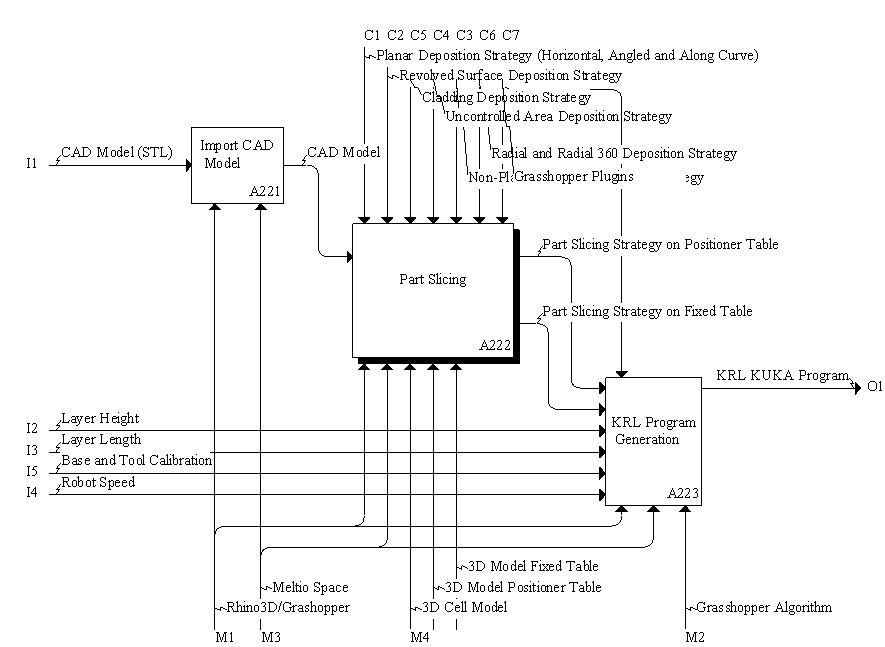 C1 C2 C5 C4 C3 C6 C7
Planar Deposition Strategy (Horizontal, Angled and Along Curve)
Revolved Surface Deposition Strategy
Cladding Deposition Strategy
Uncontrolled Area Deposition Strategy
Radial and Radial 360 Deposition Strategy
Non-Pl Grasshopper Plugins egy
I1
CAD Model (STL)
Import CAD
Model
A221
CAD Model
Part Slicing
A222
Part Slicing Strategy on Positioner Table
Part Slicing Strategy on Fixed Table
KRL KUKA Program
O1
KRL Program
Generation
A223
I2 Layer Height
I3 Layer Length
I5 Base and Tool Calibration
I4 Robot Speed
3D Model Fixed Table
Meltio Space
3D Model Positioner Table
Rhino3D/Grashopper
3D Cell Model
Grasshopper Algorithm
M1 M3 M4 M2